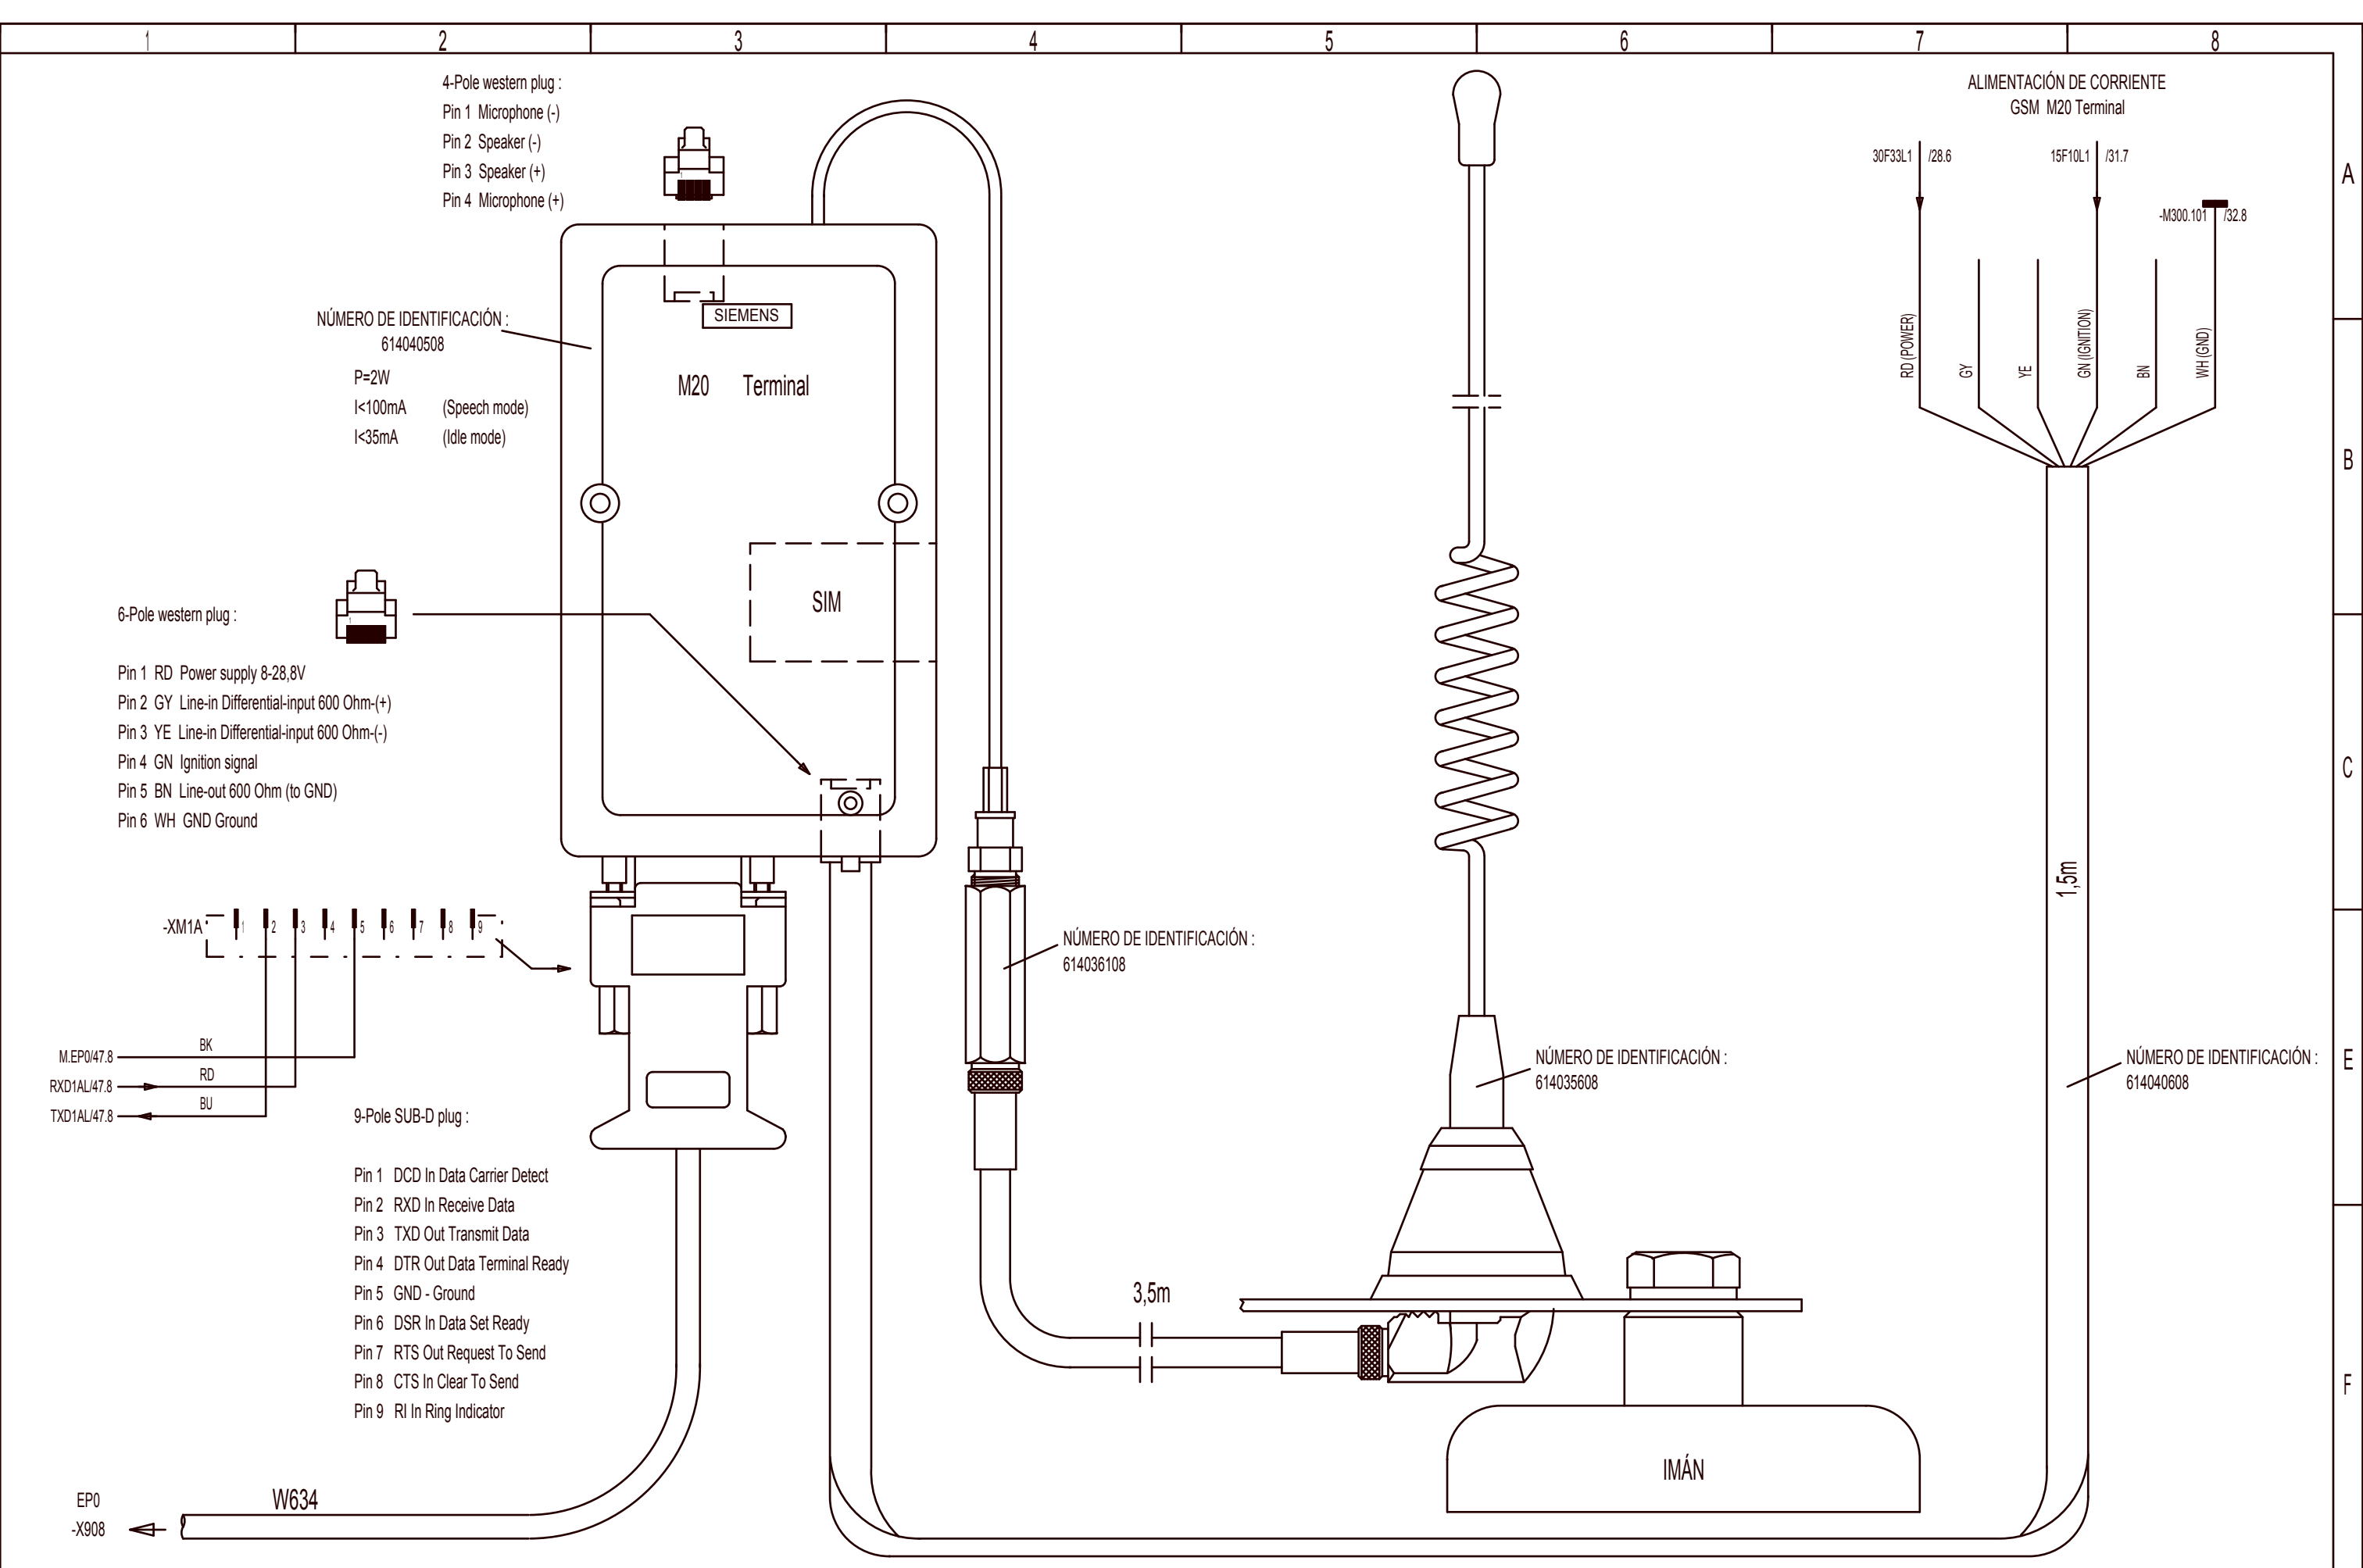 1 2 3 4 5 6 7 8
4-Pole western plug :
Pin 1 Microphone (-)
Pin 2 Speaker (-)
Pin 3 Speaker (+)
Pin 4 Microphone (+)
ALIMENTACIÓN DE CORRIENTE
GSM M20 Terminal
30F33L1 /28.6
15F10L1 /31.7
-M300.101 /32.8
A
RD (POWER)
GY
YE
GN (IGNITION)
BN
WH (GND)
NÚMERO DE IDENTIFICACIÓN :
614040508
P=2W
I<100mA (Speech mode)
I<35mA (Idle mode)
SIEMENS
M20 Terminal
SIM
B
6-Pole western plug :
1
1
Pin 1 RD Power supply 8-28,8V
Pin 2 GY Line-in Differential-input 600 Ohm-(+)
Pin 3 YE Line-in Differential-input 600 Ohm-(-)
Pin 4 GN Ignition signal
Pin 5 BN Line-out 600 Ohm (to GND)
Pin 6 WH GND Ground
C
1,5m
-XM1A 1 2 3 4 5 6 7 8 9
NÚMERO DE IDENTIFICACIÓN :
614036108
M.EP0/47.8 BK
RXD1AL/47.8 RD
TXD1AL/47.8 BU
NÚMERO DE IDENTIFICACIÓN :
614035608
NÚMERO DE IDENTIFICACIÓN :
614040608
E
9-Pole SUB-D plug :
Pin 1 DCD In Data Carrier Detect
Pin 2 RXD In Receive Data
Pin 3 TXD Out Transmit Data
Pin 4 DTR Out Data Terminal Ready
Pin 5 GND - Ground
Pin 6 DSR In Data Set Ready
Pin 7 RTS Out Request To Send
Pin 8 CTS In Clear To Send
Pin 9 RI In Ring Indicator
3,5m
F
IMÁN
EP0
-X908
W634